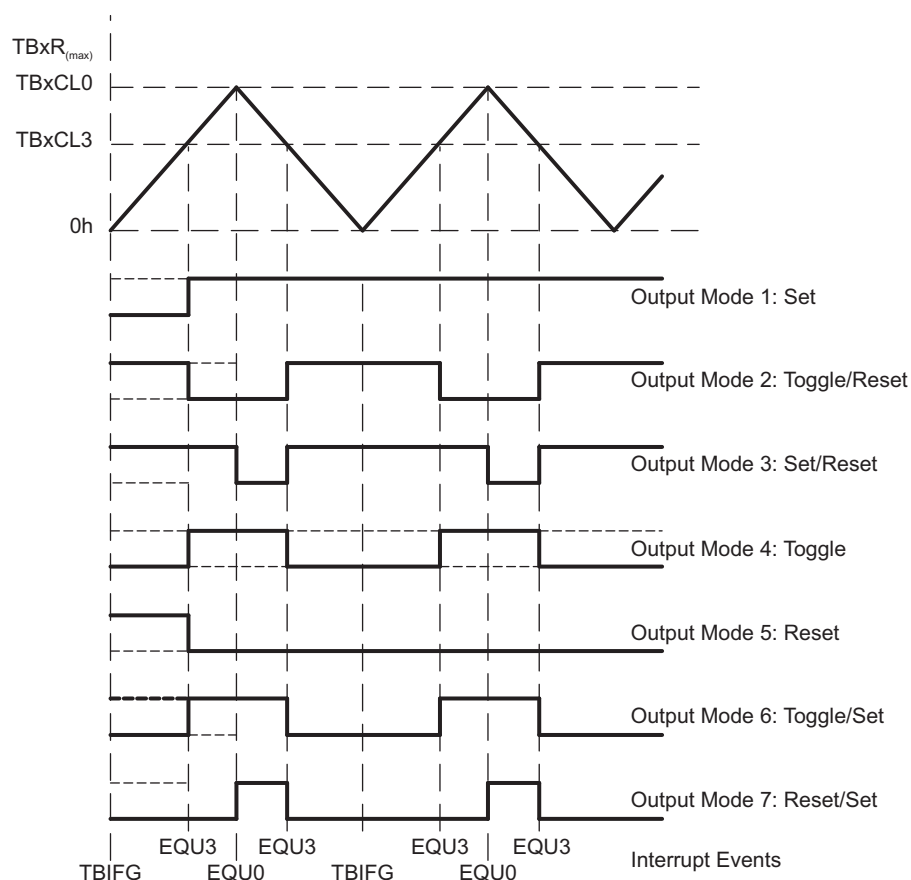 TBxR(max)
TBxCL0
TBxCL3
0h
Output Mode 1: Set
Output Mode 2: Toggle/Reset
Output Mode 3: Set/Reset
Output Mode 4: Toggle
Output Mode 5: Reset
Output Mode 6: Toggle/Set
Output Mode 7: Reset/Set
EQU3 EQU3 EQU3 EQU3
TBIFG EQU0 TBIFG EQU0
Interrupt Events